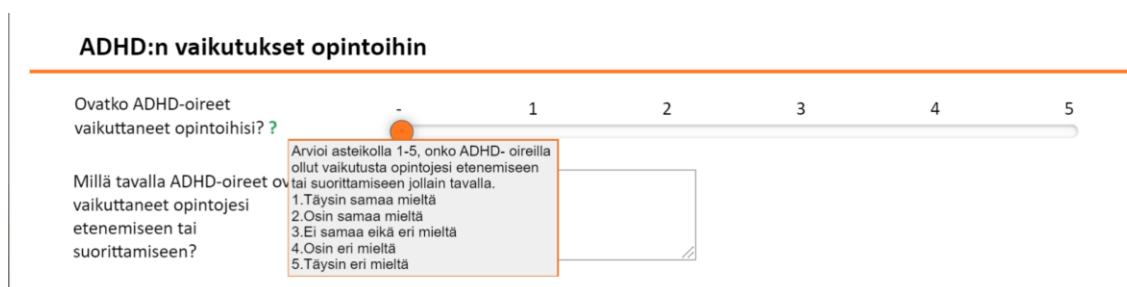 ADHD:n vaikutukset opintoihin
Ovatko ADHD-oireet
vaikuttaneet opintoihisi? ?
- 1 2 3 4 5
Arvioi asteikolla 1-5, onko ADHD- oireilla
ollut vaikutusta opintojesi etenemiseen
tai suorittamiseen jollain tavalla.
1.Täysin samaa mieltä
2.Osin samaa mieltä
3.Ei samaa eikä eri mieltä
4.Osin eri mieltä
5.Täysin eri mieltä
Millä tavalla ADHD-oireet ov
vaikuttaneet opintojesi
etenemiseen tai
suorittamiseen?